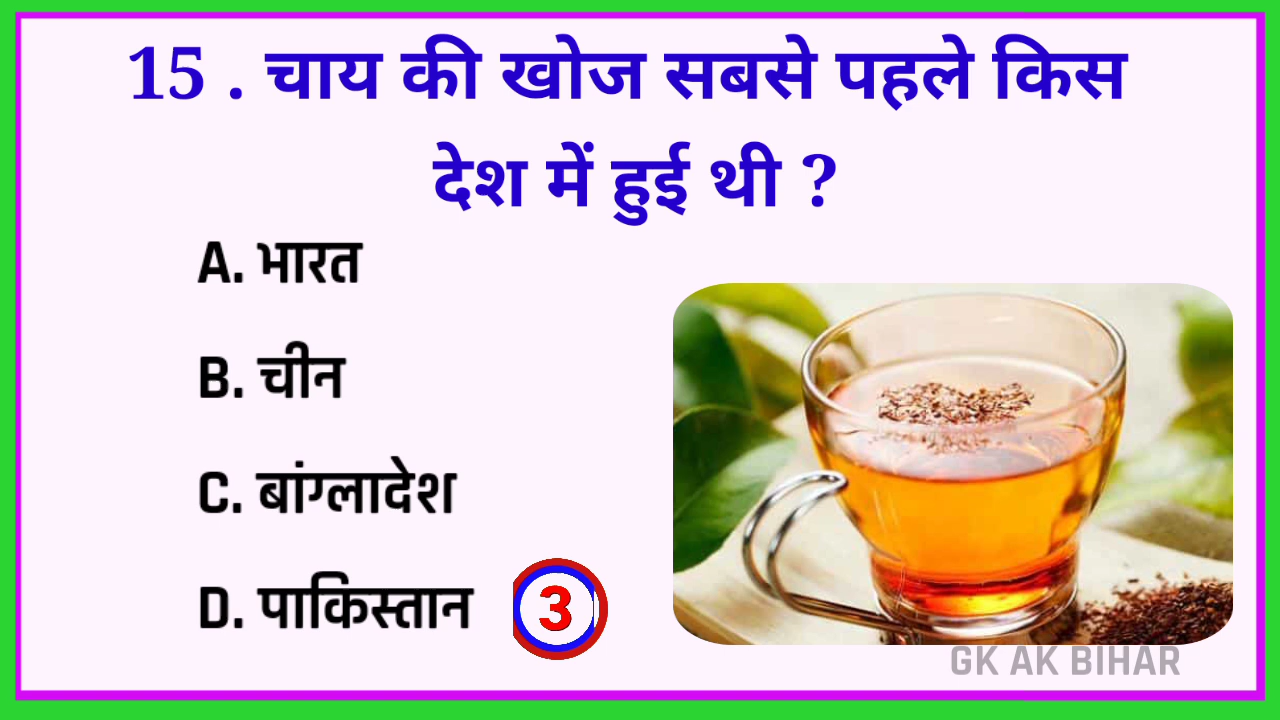 15 . चाय की खोज सबसे पहले किस
देश में हुई थी ?
A. भारत
B. चीन
C. बांग्लादेश
D. पाकिस्तान
3
GK AK BIHAR